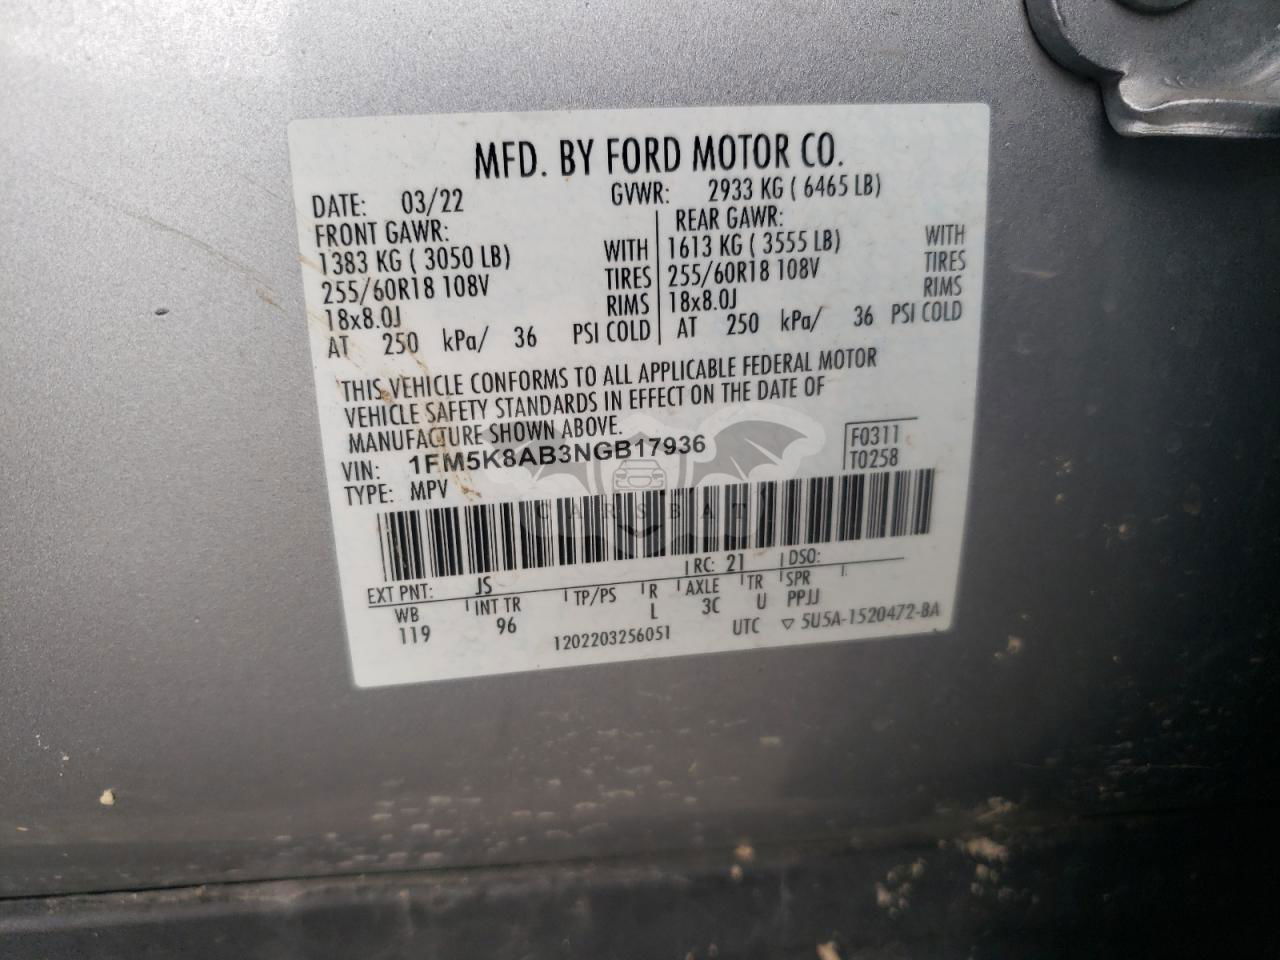 MFD. BY FORD MOTOR CO.
DATE: 03/22 GVWR: 2933 KG ( 6465 LB)
FRONT GAWR: REAR GAWR:
1383 KG ( 3050 LB) WITH 1613 KG ( 3555 LB) WITH
255/60R18 108V TIRES 255/60R18 108V TIRES
18x8.0J RIMS 18x8.0J RIMS
AT 250 kPa/ 36 PSI COLD AT 250 kPa/ 36 PSI COLD
THIS VEHICLE CONFORMS TO ALL APPLICABLE FEDERAL MOTOR
VEHICLE SAFETY STANDARDS IN EFFECT ON THE DATE OF
MANUFACTURE SHOWN ABOVE.
VIN: 1FM5K8AB3NGB17936 F0311
TYPE: MPV T0258
CARSBAT
EXT PNT: JS RC: 21 DSO:
WB INT TR TP/PS R AXLE TR SPR
119 96 L 3C U PPJJ
1202203256051 UTC ▽ 5U5A-1520472-BA